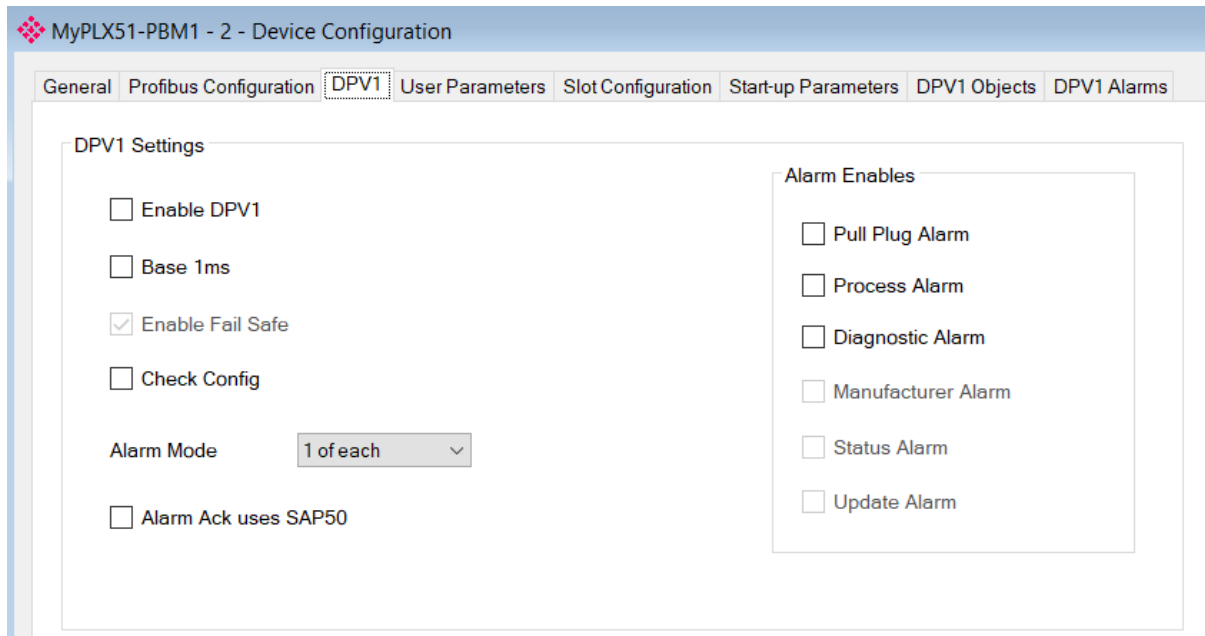 MyPLX51-PBM1 - 2 - Device Configuration
General Profibus Configuration DPV1 User Parameters Slot Configuration Start-up Parameters DPV1 Objects DPV1 Alarms
DPV1 Settings
Enable DPV1
Base 1ms
Enable Fail Safe
Check Config
Alarm Mode 1 of each
Alarm Ack uses SAP50
Alarm Enables
Pull Plug Alarm
Process Alarm
Diagnostic Alarm
Manufacturer Alarm
Status Alarm
Update Alarm